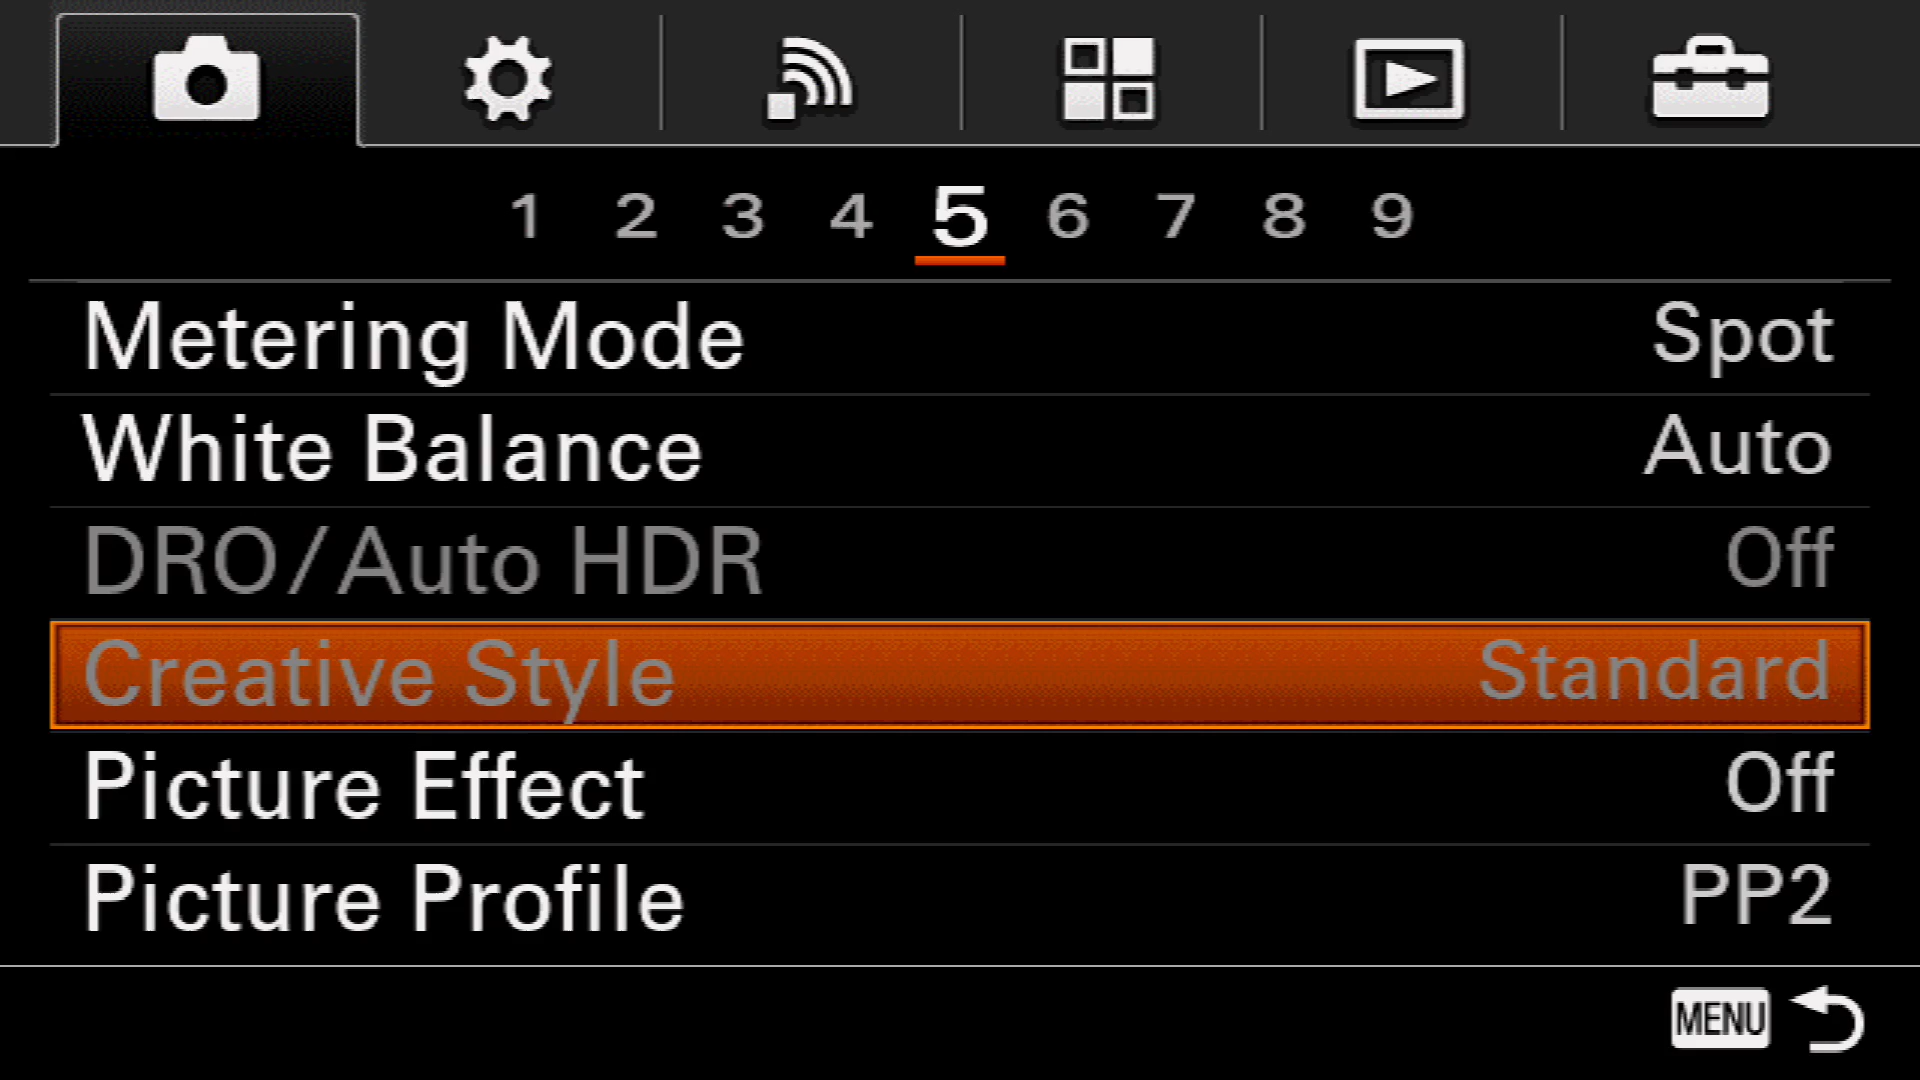 1 2 3 4 5 6 7 8 9
Metering Mode Spot
White Balance Auto
DRO/Auto HDR Off
Creative Style Standard
Picture Effect Off
Picture Profile PP2
MENU